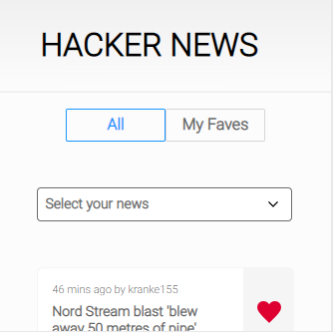 HACKER NEWS
All
My Faves
Select your news
46 mins ago by kranke155
Nord Stream blast 'blew
away 50 metres of pipe'